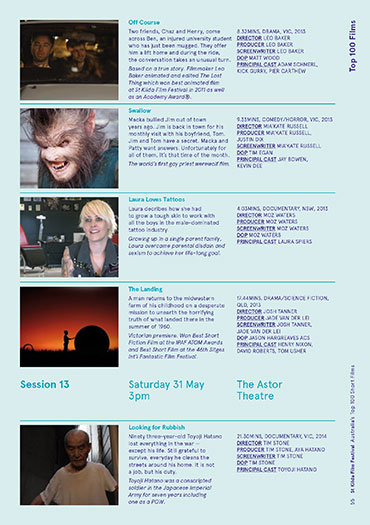 Top 100 Films
Off Course
Two friends, Chaz and Henry, come
across Ben, an injured university student
who has just been mugged. They offer
him a lift home and during the ride,
the conversation takes an unusual turn.
Based on a true story. Filmmaker Leo
Baker animated and edited The Lost
Thing which won best animated film
at St Kilda Film Festival in 2011 as well
as an Academy Award®.
8.32MINS, DRAMA, VIC, 2013
DIRECTOR LEO BAKER
PRODUCER LEO BAKER
SCREENWRITER LEO BAKER
DOP MATT WOOD
PRINCIPAL CAST ADAM SCHMERL,
KICK GURRY, PIER CARTHEW
Swallow
Macka bullied Jim out of town
years ago. Jim is back in town for his
monthly visit with his boyfriend, Tom.
Jim and Tom have a secret. Macka and
Patty want answers. Unfortunately for
all of them, it's that time of the month.
The world's first gay priest werewolf film.
9.33MINS, COMEDY/HORROR, VIC, 2013
DIRECTOR MIA'KATE RUSSELL
PRODUCER MIA'KATE RUSSELL,
JUSTIN DIX
SCREENWRITER MIA'KATE RUSSELL
DOP TIM EGAN
PRINCIPAL CAST JAY BOWEN,
KEVIN DEE
Laura Loves Tattoos
Laura decribes how she had
to grow a tough skin to work with
all the boys in the male-dominated
tattoo industry.
Growing up in a single parent family,
Laura overcame parental disdain and
sexism to achieve her life-long goal.
4.03MINS, DOCUMENTARY, NSW, 2013
DIRECTOR MOZ WATERS
PRODUCER MOZ WATERS
SCREENWRITER MOZ WATERS
DOP MOZ WATERS
PRINCIPAL CAST LAURA SPIERS
The Landing
A man returns to the midwestern
farm of his childhood on a desperate
mission to unearth the horrifying
truth of what landed there in the
summer of 1960.
Victorian premiere. Won Best Short
Fiction Film at the IRAF ATOM Awards
and Best Short Film at the 46th Sitges
Int'l Fantastic Film Festival.
17.44MINS, DRAMA/SCIENCE FICTION,
QLD, 2013
DIRECTOR JOSH TANNER
PRODUCER JADE VAN DER LEI
SCREENWRITER JOSH TANNER,
JADE VAN DER LEI
DOP JASON HARGREAVES ACS
PRINCIPAL CAST HENRY NIXON,
DAVID ROBERTS, TOM USHER
Session 13
Saturday 31 May
3pm
The Astor
Theatre
Looking for Rubbish
Ninety three-year-old Toyoji Hatano
lost everything in the war —
except his life. Still grateful to
survive, everyday he cleans the
streets around his home. It is not
a job, but his duty.
Toyoji Hatano was a conscripted
soldier in the Japanese Imperial
Army for seven years including
one as a POW.
21.30MINS, DOCUMENTARY, VIC, 2014
DIRECTOR TIM STONE
PRODUCER TIM STONE, AYA HATANO
SCREENWRITER TIM STONE
DOP TIM STONE
PRINCIPAL CAST TOYOJI HATANO
St Kilda Film Festival Australia's Top 100 Short Films